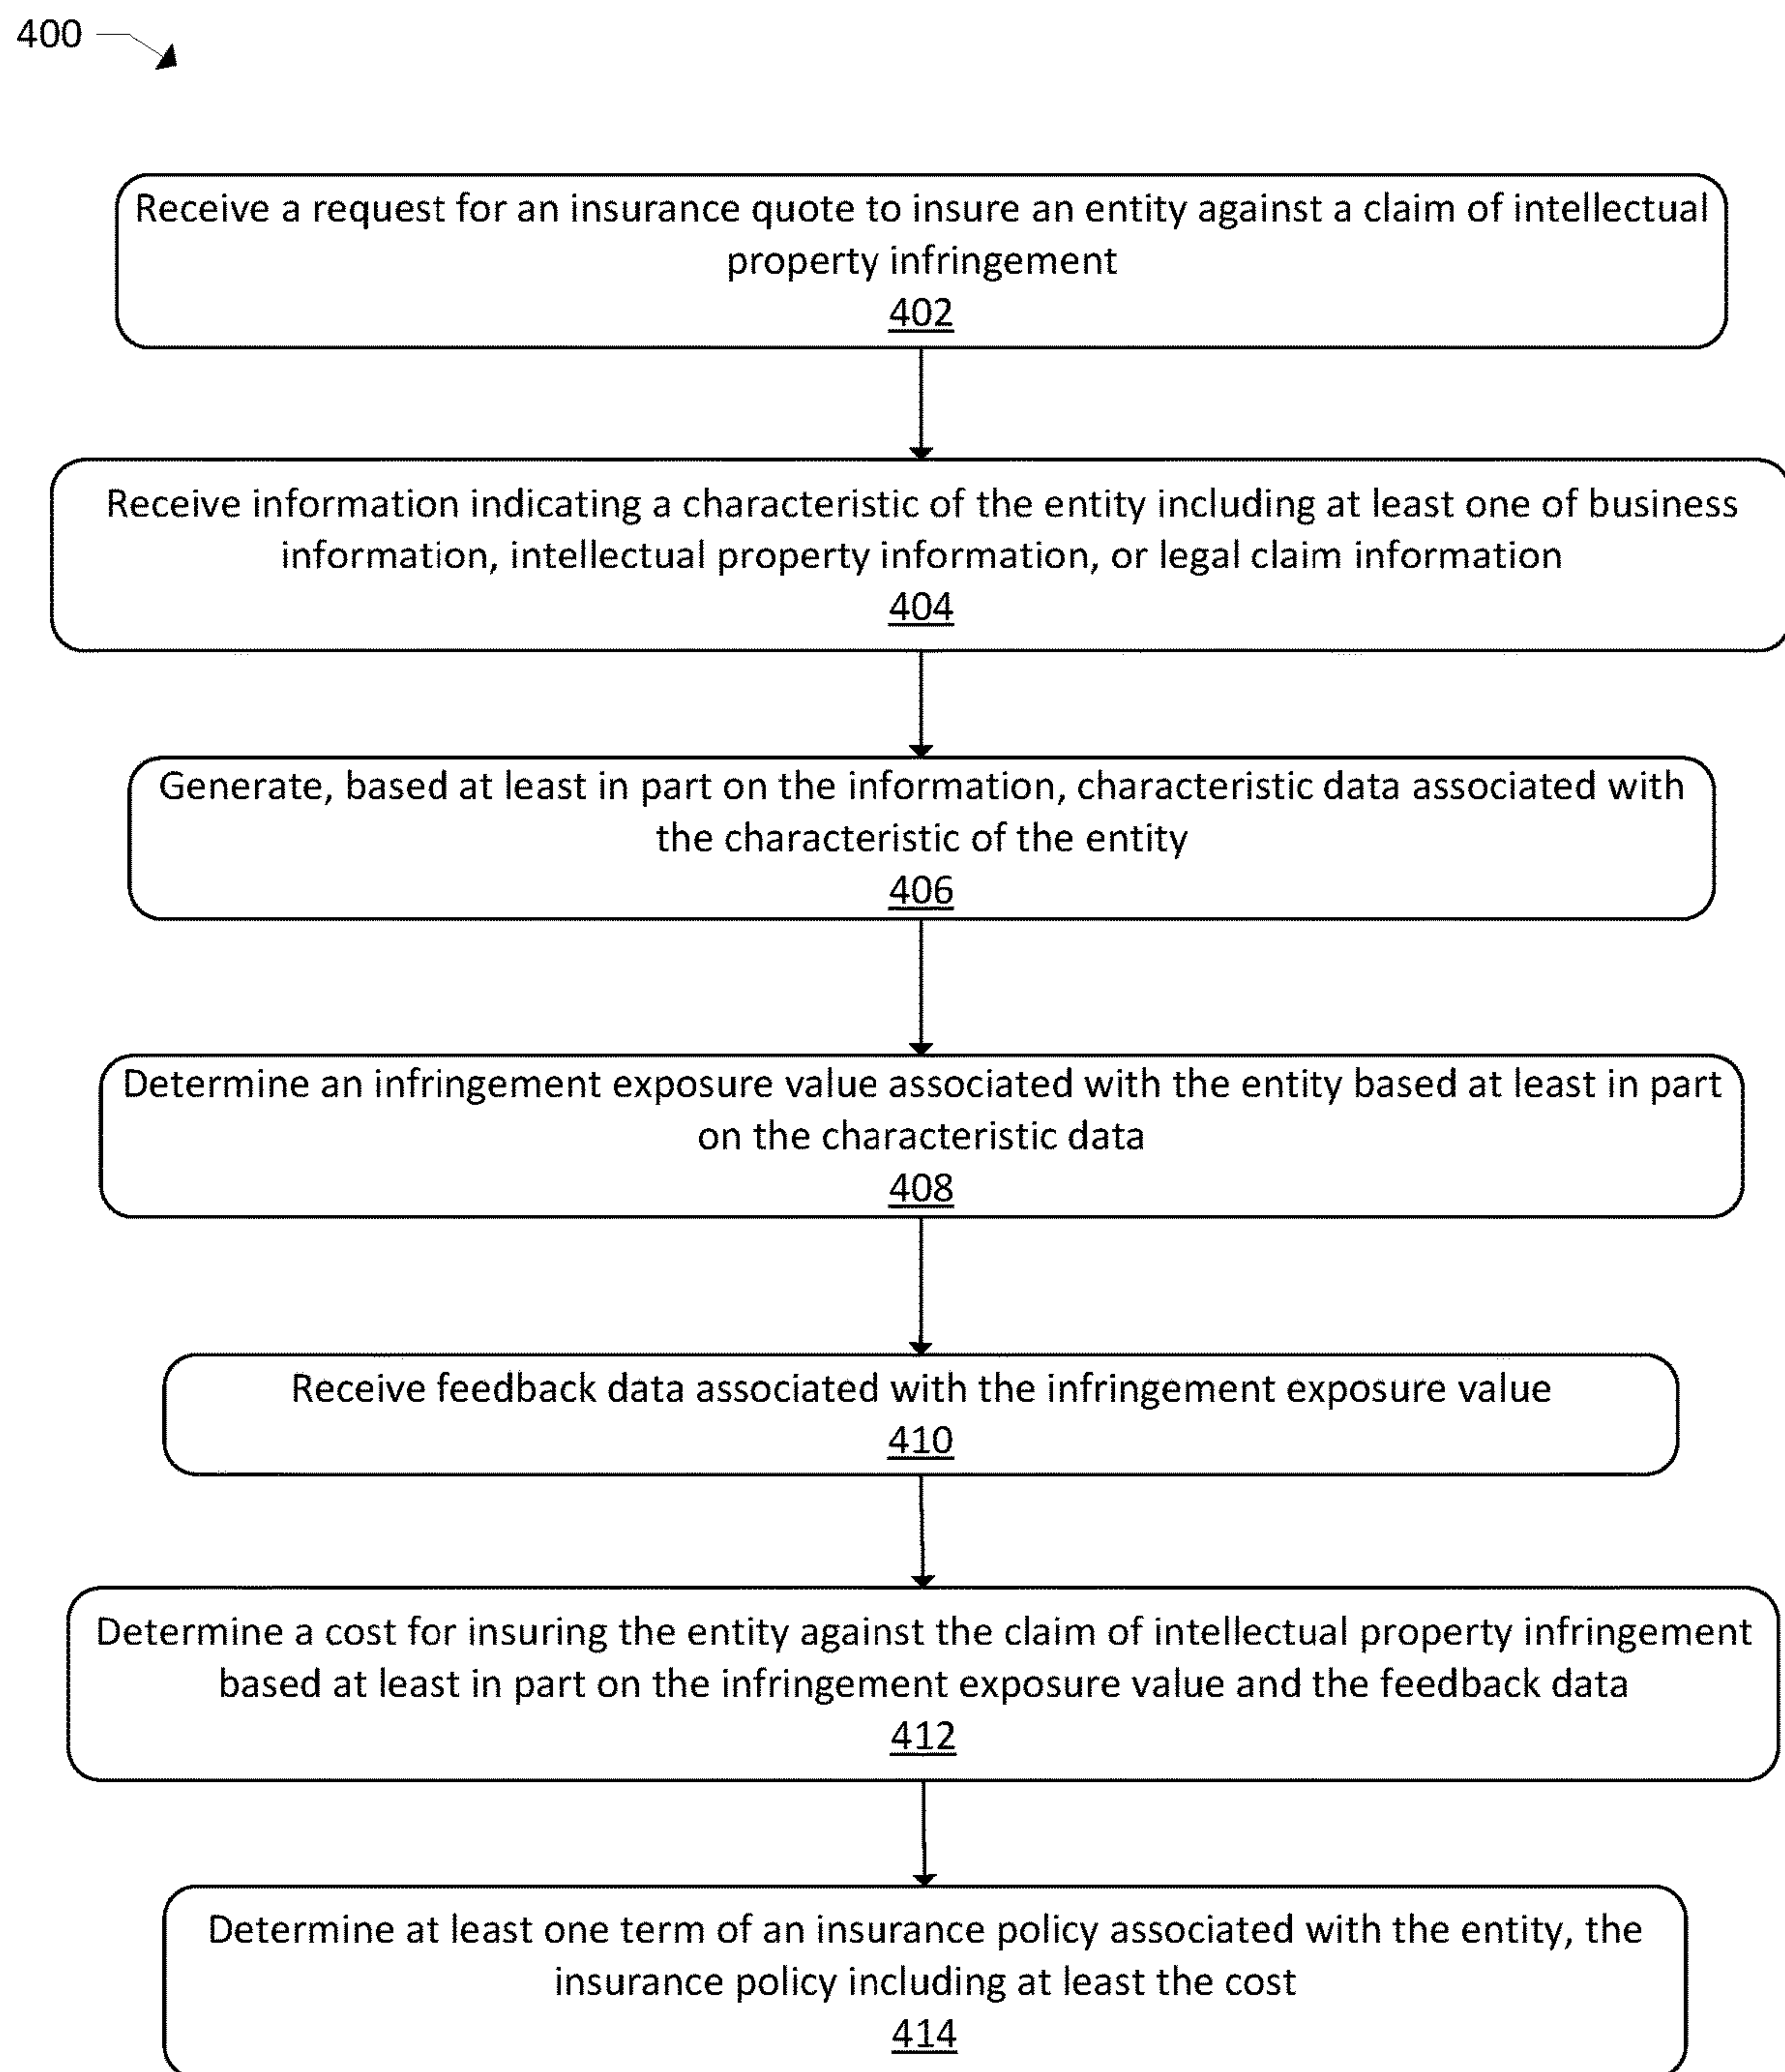 400
Receive a request for an insurance quote to insure an entity against a claim of intellectual
property infringement
402
Receive information indicating a characteristic of the entity including at least one of business
information, intellectual property information, or legal claim information
404
Generate, based at least in part on the information, characteristic data associated with
the characteristic of the entity
406
Determine an infringement exposure value associated with the entity based at least in part
on the characteristic data
408
Receive feedback data associated with the infringement exposure value
410
Determine a cost for insuring the entity against the claim of intellectual property infringement
based at least in part on the infringement exposure value and the feedback data
412
Determine at least one term of an insurance policy associated with the entity, the
insurance policy including at least the cost
414